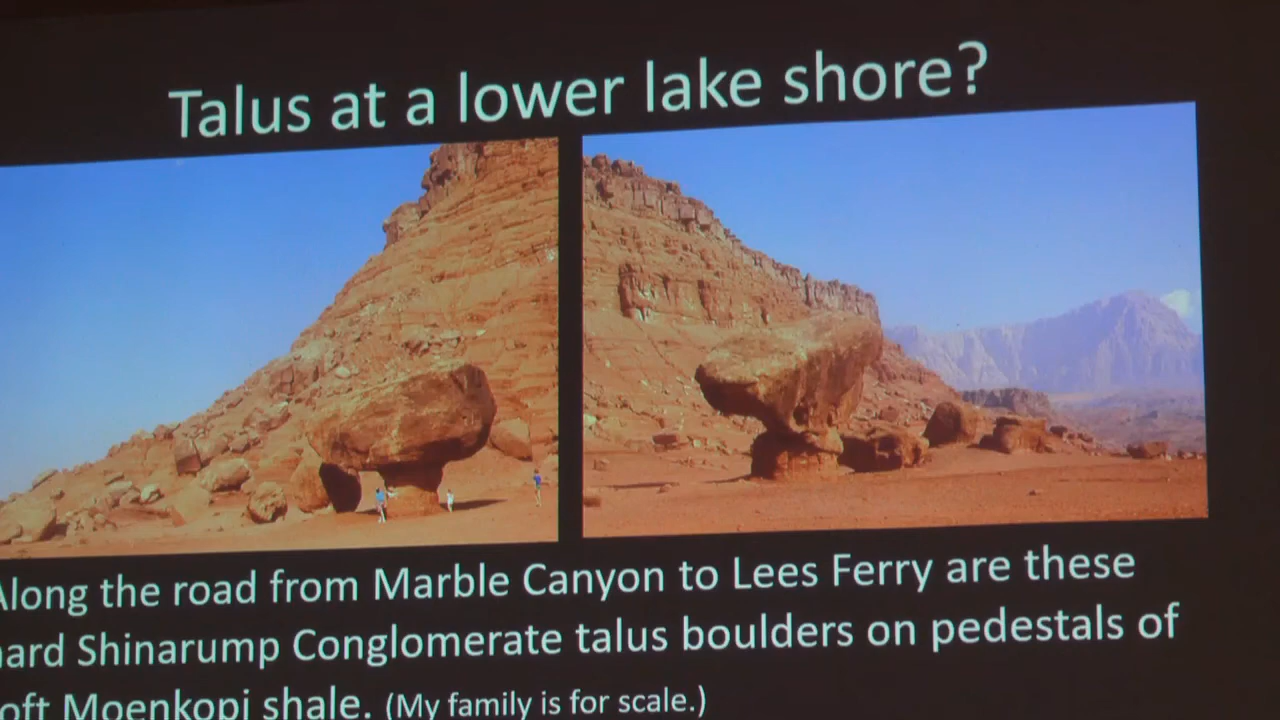 Talus at a lower lake shore?
Along the road from Marble Canyon to Lees Ferry are these
hard Shinarump Conglomerate talus boulders on pedestals of
soft Moenkopi shale. (My family is for scale.)